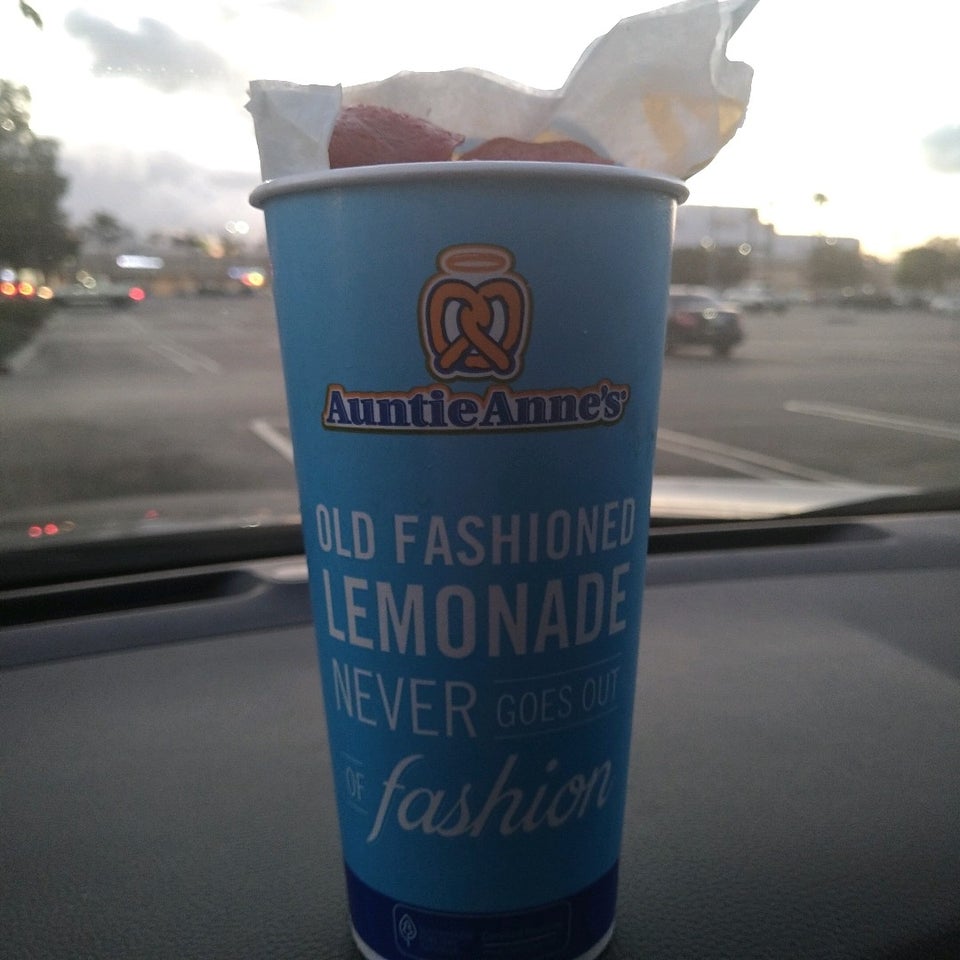 Auntie Anne's
OLD FASHIONED
LEMONADE
NEVER GOES OUT
OF fashion